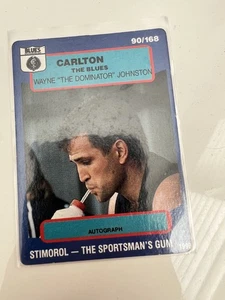 BLUES
90/168
CARLTON
THE BLUES
WAYNE "THE DOMINATOR" JOHNSTON
AUTOGRAPH
STIMOROL — THE SPORTSMAN'S GUM